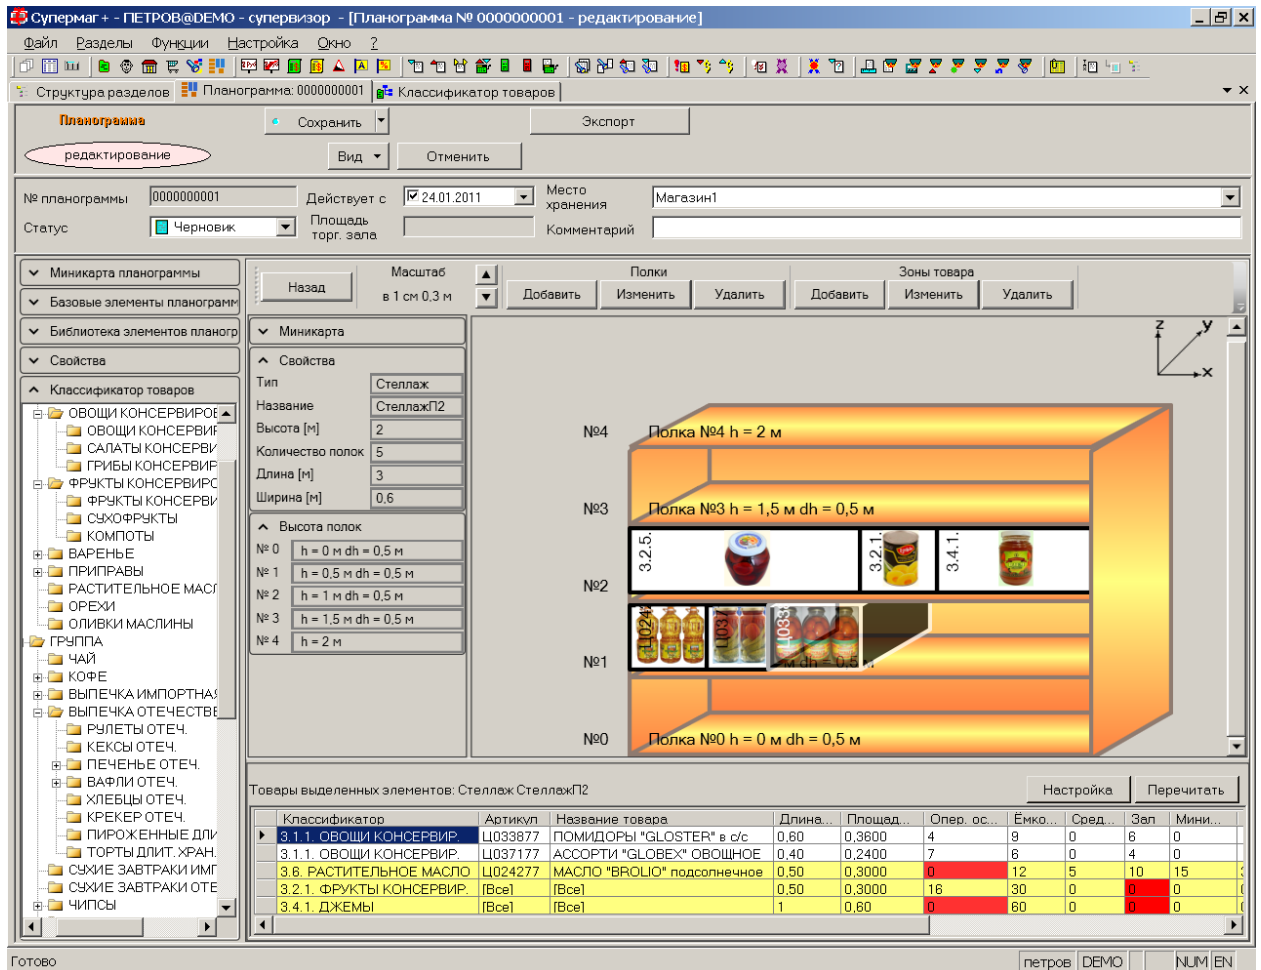 Супермаг+ - ПЕТРОВ@DEMO - супервизор - [Планограмма № 0000000001 - редактирование]
Файл Разделы Функции Настройка Окно ?
Структура разделов Планограмма: 0000000001 Классификатор товаров
Планограмма Сохранить Экспорт
редактирование Вид Отменить
№ планограммы 0000000001 Действует с 24.01.2011 Место хранения Магазин1
Статус Черновик Площадь торг. зала Комментарий
Миникарта планограммы
Базовые элементы планограмм
Библиотека элементов планогр
Свойства
Классификатор товаров
ОВОЩИ КОНСЕРВИРОВ
ОВОЩИ КОНСЕРВИР
САЛАТЫ КОНСЕРВИ
ГРИБЫ КОНСЕРВИР
ФРУКТЫ КОНСЕРВИРО
ФРУКТЫ КОНСЕРВИ
СУХОФРУКТЫ
КОМПОТЫ
ВАРЕНЬЕ
ПРИПРАВЫ
РАСТИТЕЛЬНОЕ МАСЛ
ОРЕХИ
ОЛИВКИ МАСЛИНЫ
ГРУППА
ЧАЙ
КОФЕ
ВЫПЕЧКА ИМПОРТНАЯ
ВЫПЕЧКА ОТЕЧЕСТВЕ
РУЛЕТЫ ОТЕЧ.
КЕКСЫ ОТЕЧ.
ПЕЧЕНЬЕ ОТЕЧ.
ВАФЛИ ОТЕЧ.
ХЛЕБЦЫ ОТЕЧ.
КРЕКЕР ОТЕЧ.
ПИРОЖЕННЫЕ ДЛИ
ТОРТЫ ДЛИТ. ХРАН.
СУХИЕ ЗАВТРАКИ ИМП
СУХИЕ ЗАВТРАКИ ОТЕ
ЧИПСЫ
Назад Масштаб в 1 см 0,3 м
Полки Зоны товара
Добавить Изменить Удалить Добавить Изменить Удалить
Миникарта
Свойства
Тип Стеллаж
Название СтеллажП2
Высота [м] 2
Количество полок 5
Длина [м] 3
Ширина [м] 0,6
Высота полок
№ 0 h = 0 м dh = 0,5 м
№ 1 h = 0,5 м dh = 0,5 м
№ 2 h = 1 м dh = 0,5 м
№ 3 h = 1,5 м dh = 0,5 м
№ 4 h = 2 м
z y
x
№4 Полка №4 h = 2 м
№3 Полка №3 h = 1,5 м dh = 0,5 м
3.2.5. 3.2.1. 3.4.1.
№2
Ц0242 Ц037 Ц033
№1 м dh = 0,5 м
№0 Полка №0 h = 0 м dh = 0,5 м
Товары выделенных элементов: Стеллаж СтеллажП2 Настройка Перечитать
Классификатор Артикул Название товара Длина... Площад... Опер. ос... Ёмко... Сред... Зал Мини...
3.1.1. ОВОЩИ КОНСЕРВИР. Ц033877 ПОМИДОРЫ "GLOSTER" в с/с 0,60 0,3600 4 9 0 6 0
3.1.1. ОВОЩИ КОНСЕРВИР. Ц037177 АССОРТИ "GLOBEX" ОВОЩНОЕ 0,40 0,2400 7 6 0 4 0
3.6. РАСТИТЕЛЬНОЕ МАСЛО Ц024277 МАСЛО "BROLIO" подсолнечное 0,50 0,3000 0 12 5 10 15
3.2.1. ФРУКТЫ КОНСЕРВИР. [Все] [Все] 0,50 0,3000 16 30 0 0 0
3.4.1. ДЖЕМЫ [Все] [Все] 1 0,60 0 60 0 0 0
Готово петров DEMO NUM EN